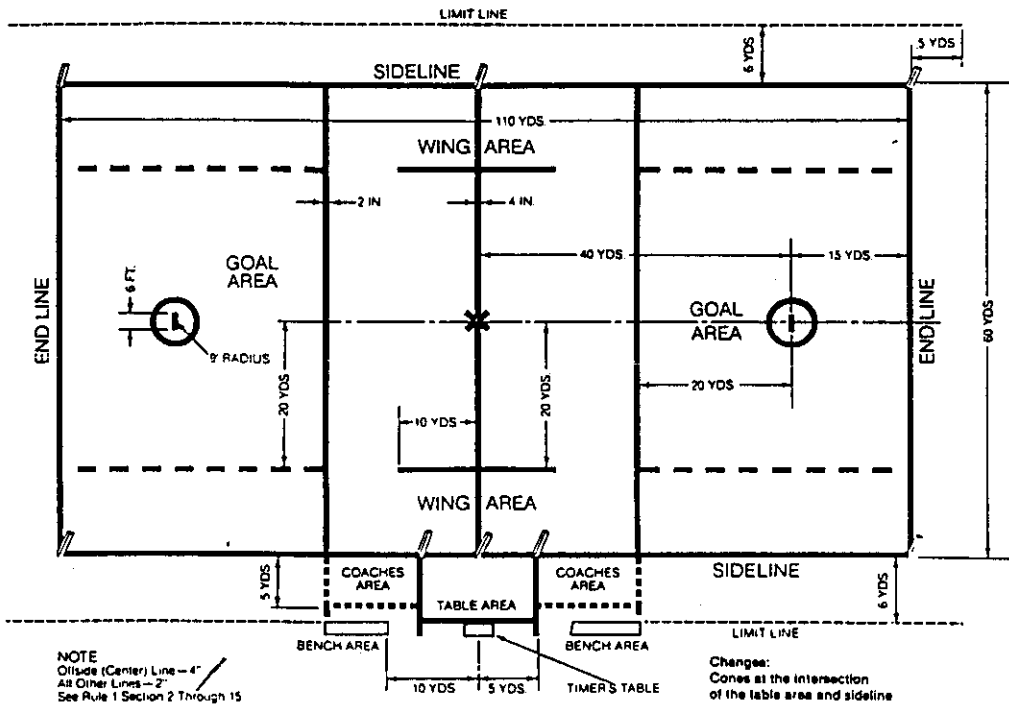 LIMIT LINE
6 YDS
5 YDS
SIDELINE
110 YDS.
WING AREA
2 IN
4 IN.
40 YDS.
15 YDS.
GOAL
AREA
6 FT.
END LINE
GOAL
AREA
END LINE
60 YDS
9' RADIUS
20 YDS
20 YDS
20 YDS
10 YDS
WING AREA
5 YDS
COACHES
AREA
COACHES
AREA
SIDELINE
6 YDS
TABLE AREA
BENCH AREA
BENCH AREA
LIMIT LINE
NOTE
Offside (Center) Line — 4"
All Other Lines — 2"
See Rule 1 Section 2 Through 15
10 YDS
5 YDS.
TIMER'S TABLE
Changes:
Cones at the intersection
of the table area and sideline